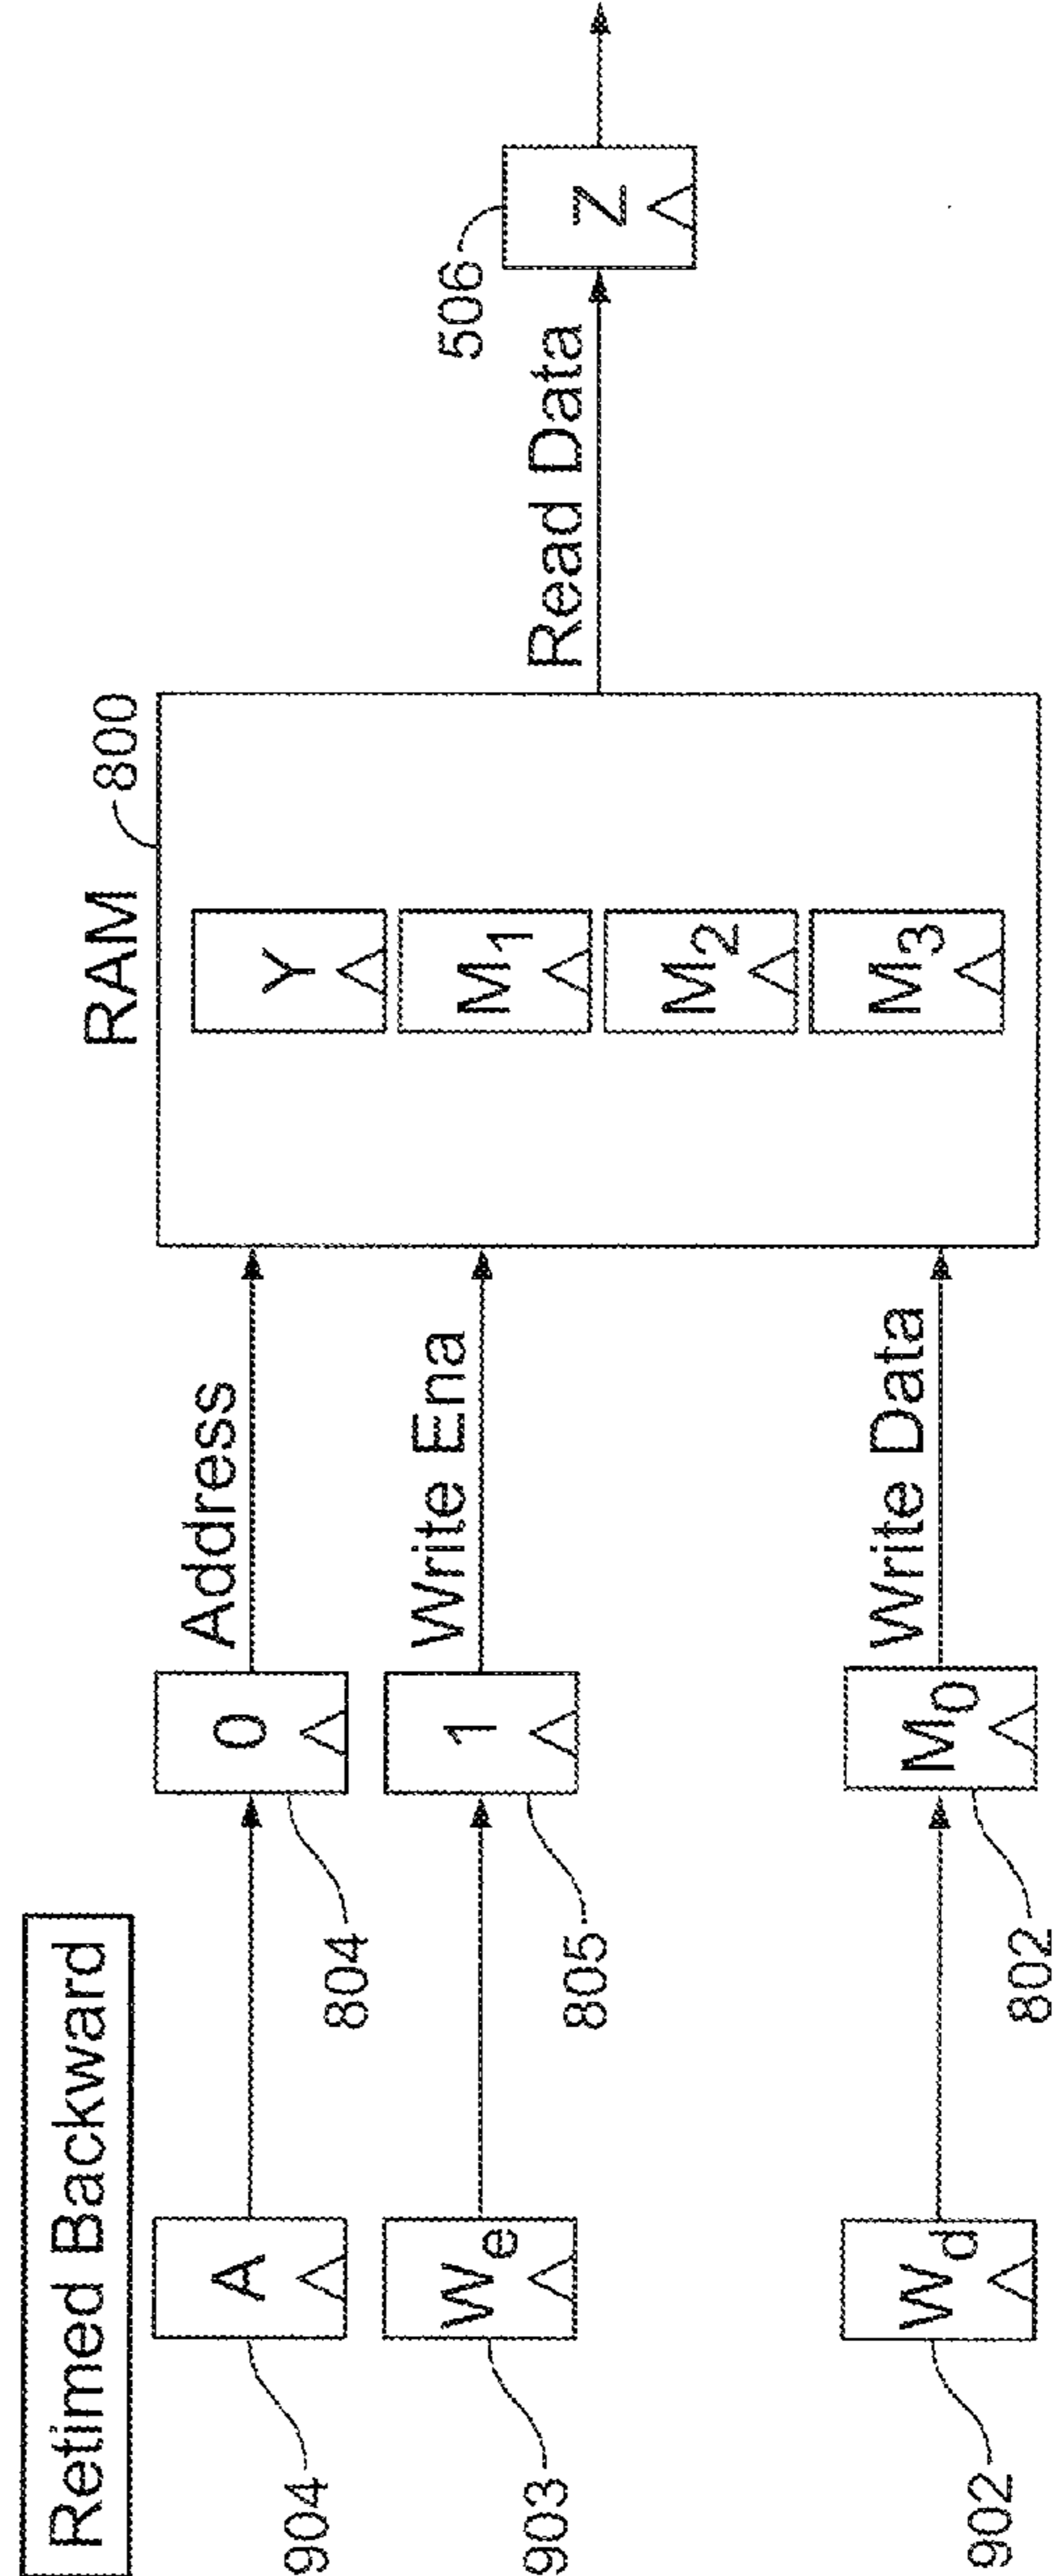 Retimed Backward
RAM
800
A
0
Address
904
804
Y
We
1
Write Ena
903
805
M1
M2
M3
Read Data
Z
506
Wd
M0
Write Data
902
802